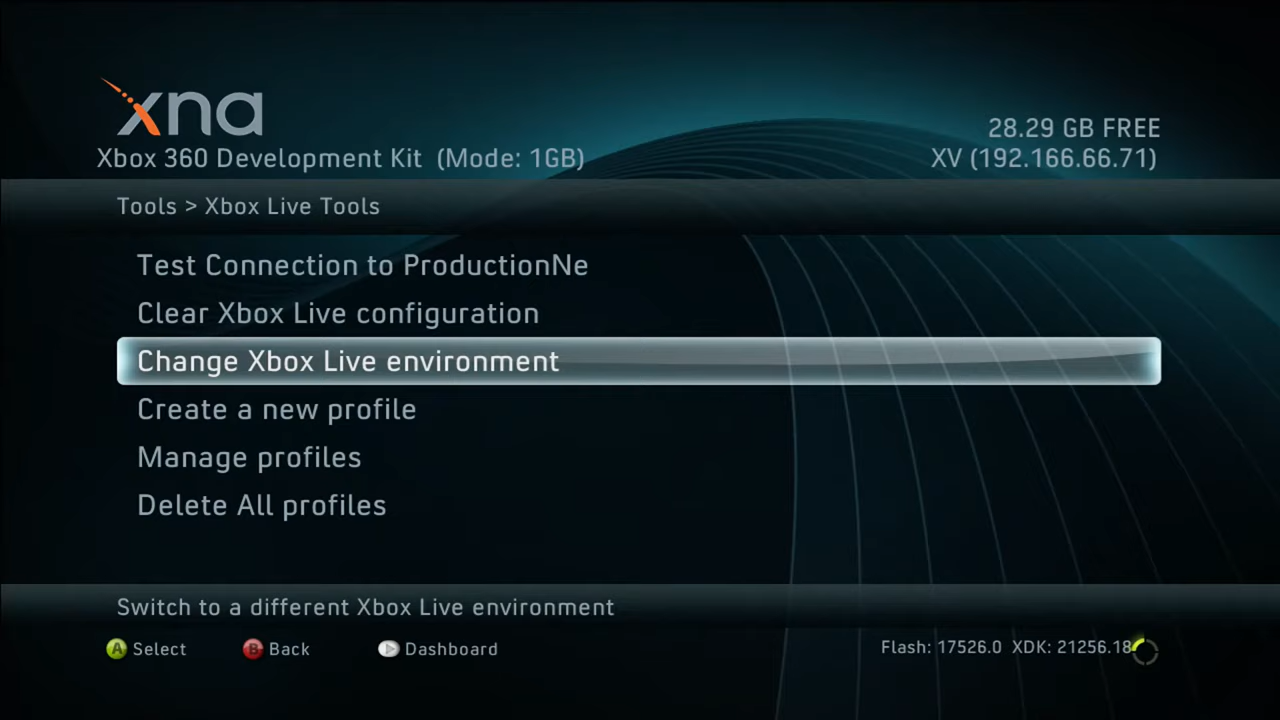 xna
28.29 GB FREE
Xbox 360 Development Kit (Mode: 1GB)
XV (192.166.66.71)
Tools > Xbox Live Tools
Test Connection to ProductionNe
Clear Xbox Live configuration
Change Xbox Live environment
Create a new profile
Manage profiles
Delete All profiles
Switch to a different Xbox Live environment
A Select B Back Dashboard
Flash: 17526.0 XDK: 21256.18